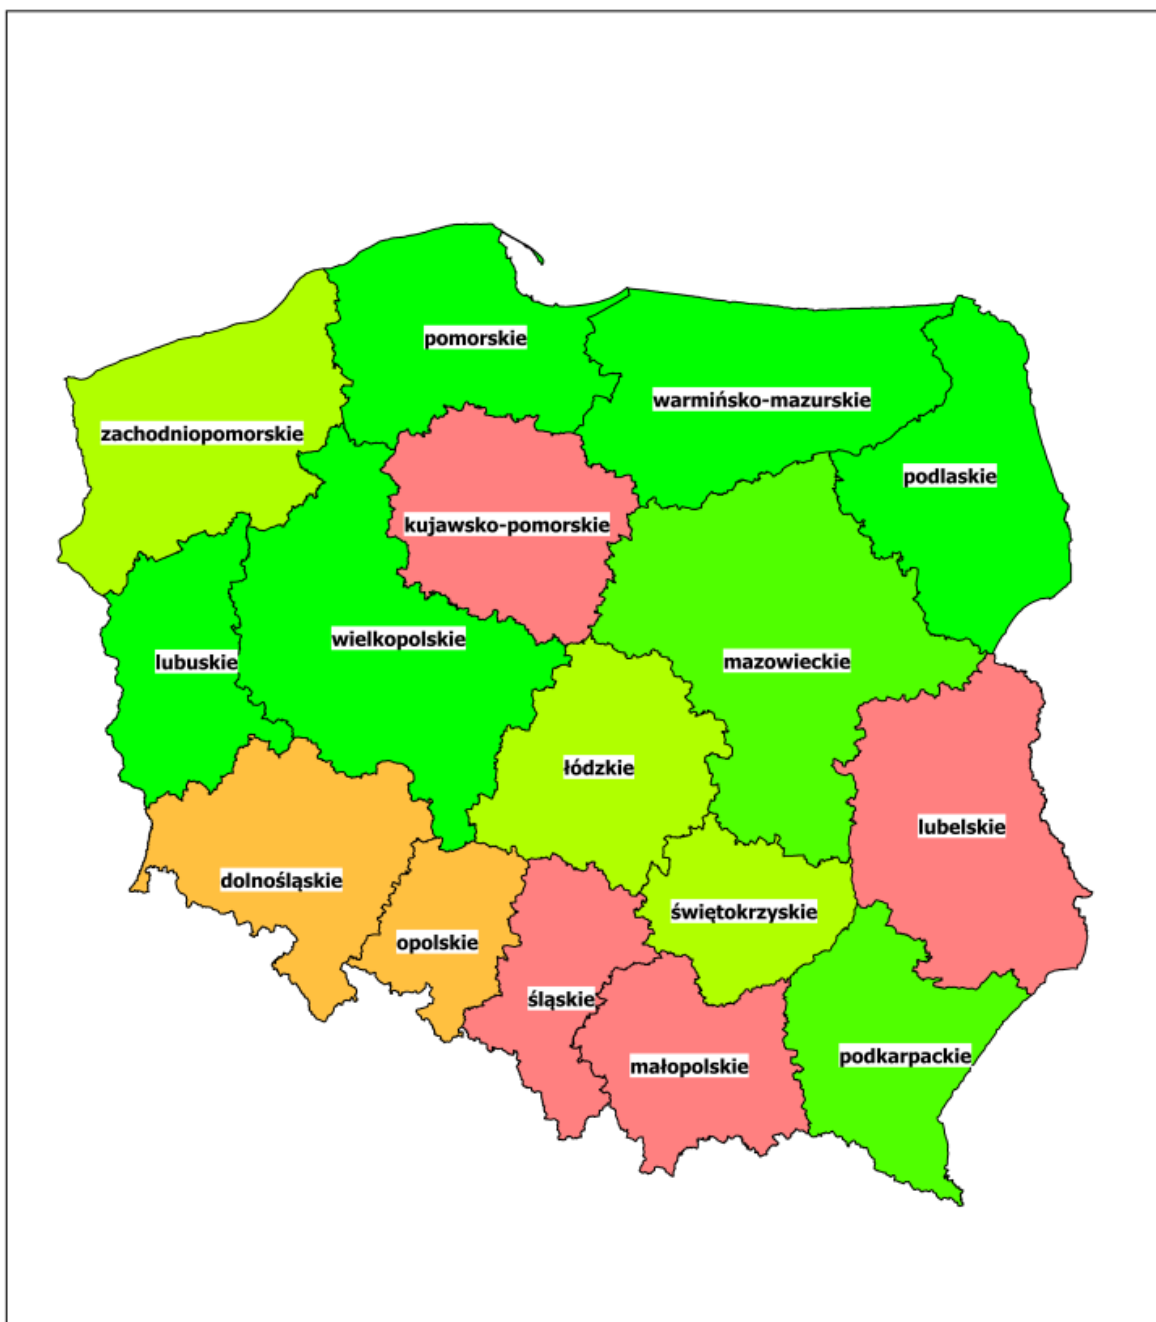 pomorskie
warmińsko-mazurskie
zachodniopomorskie
podlaskie
kujawsko-pomorskie
wielkopolskie
lubuskie
mazowieckie
łódzkie
lubelskie
dolnośląskie
świętokrzyskie
opolskie
śląskie
podkarpackie
małopolskie